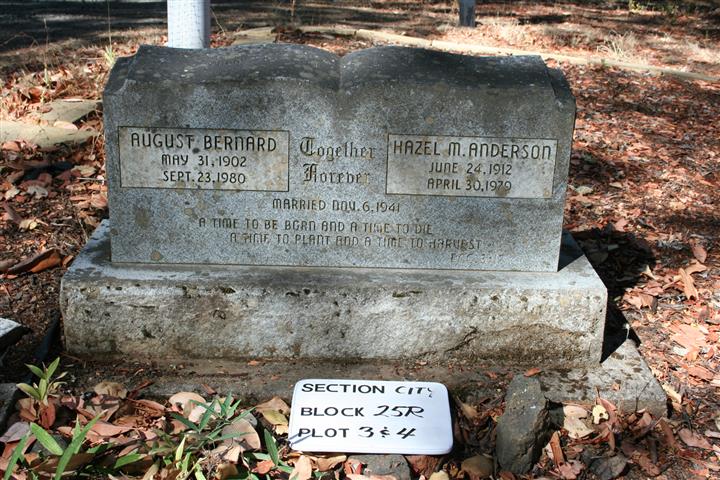 AUGUST BERNARD
MAY 31, 1902
SEPT. 23, 1980
Together
Forever
HAZEL M. ANDERSON
JUNE 24, 1912
APRIL 30, 1979
MARRIED NOV. 6, 1941
A TIME TO BE BORN AND A TIME TO DIE
A TIME TO PLANT AND A TIME TO HARVEST
SECTION CITY
BLOCK 25R
PLOT 3 & 4